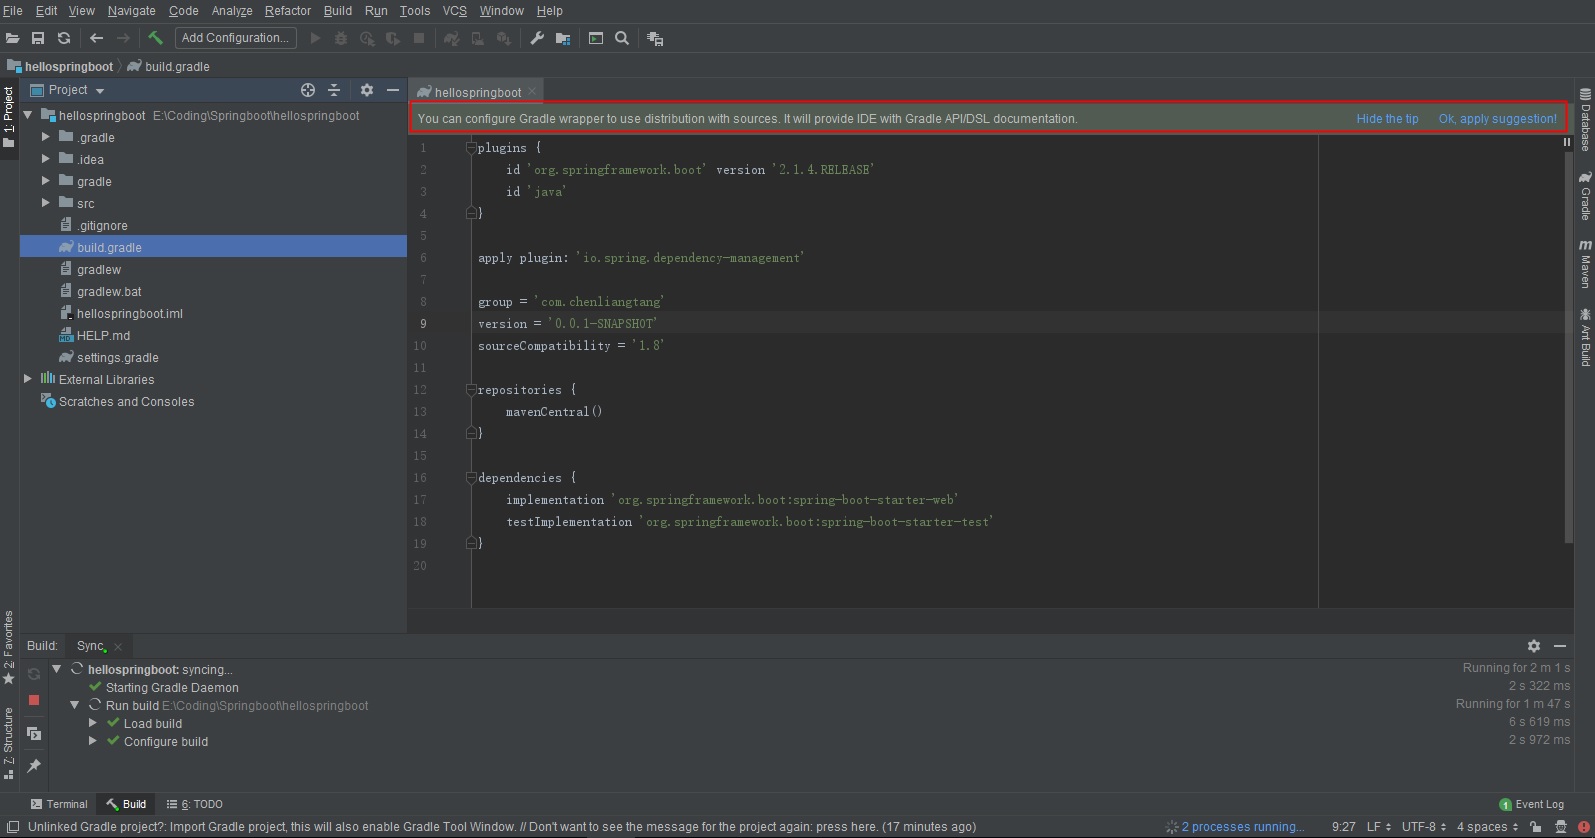 File Edit View Navigate Code Analyze Refactor Build Run Tools VCS Window Help
Add Configuration...
hellospringboot build.gradle
Project
hellospringboot
1: Project
hellospringboot E:\Coding\Springboot\hellospringboot
.gradle
.idea
gradle
src
.gitignore
build.gradle
gradlew
gradlew.bat
hellospringboot.iml
HELP.md
settings.gradle
External Libraries
Scratches and Consoles
You can configure Gradle wrapper to use distribution with sources. It will provide IDE with Gradle API/DSL documentation. Hide the tip Ok, apply suggestion!
1 plugins {
2 id 'org.springframework.boot' version '2.1.4.RELEASE'
3 id 'java'
4 }
5
6 apply plugin: 'io.spring.dependency-management'
7
8 group = 'com.chenliangtang'
9 version = '0.0.1-SNAPSHOT'
10 sourceCompatibility = '1.8'
11
12 repositories {
13 mavenCentral()
14 }
15
16 dependencies {
17 implementation 'org.springframework.boot:spring-boot-starter-web'
18 testImplementation 'org.springframework.boot:spring-boot-starter-test'
19 }
20
Database
Gradle
m Maven
Ant Build
2: Favorites
7: Structure
Build: Sync
hellospringboot: syncing... Running for 2 m 1 s
Starting Gradle Daemon 2 s 322 ms
Run build E:\Coding\Springboot\hellospringboot Running for 1 m 47 s
Load build 6 s 619 ms
Configure build 2 s 972 ms
Terminal Build 6: TODO 1 Event Log
Unlinked Gradle project?: Import Gradle project, this will also enable Gradle Tool Window. // Don't want to see the message for the project again: press here. (17 minutes ago) 2 processes running... 9:27 LF UTF-8 4 spaces